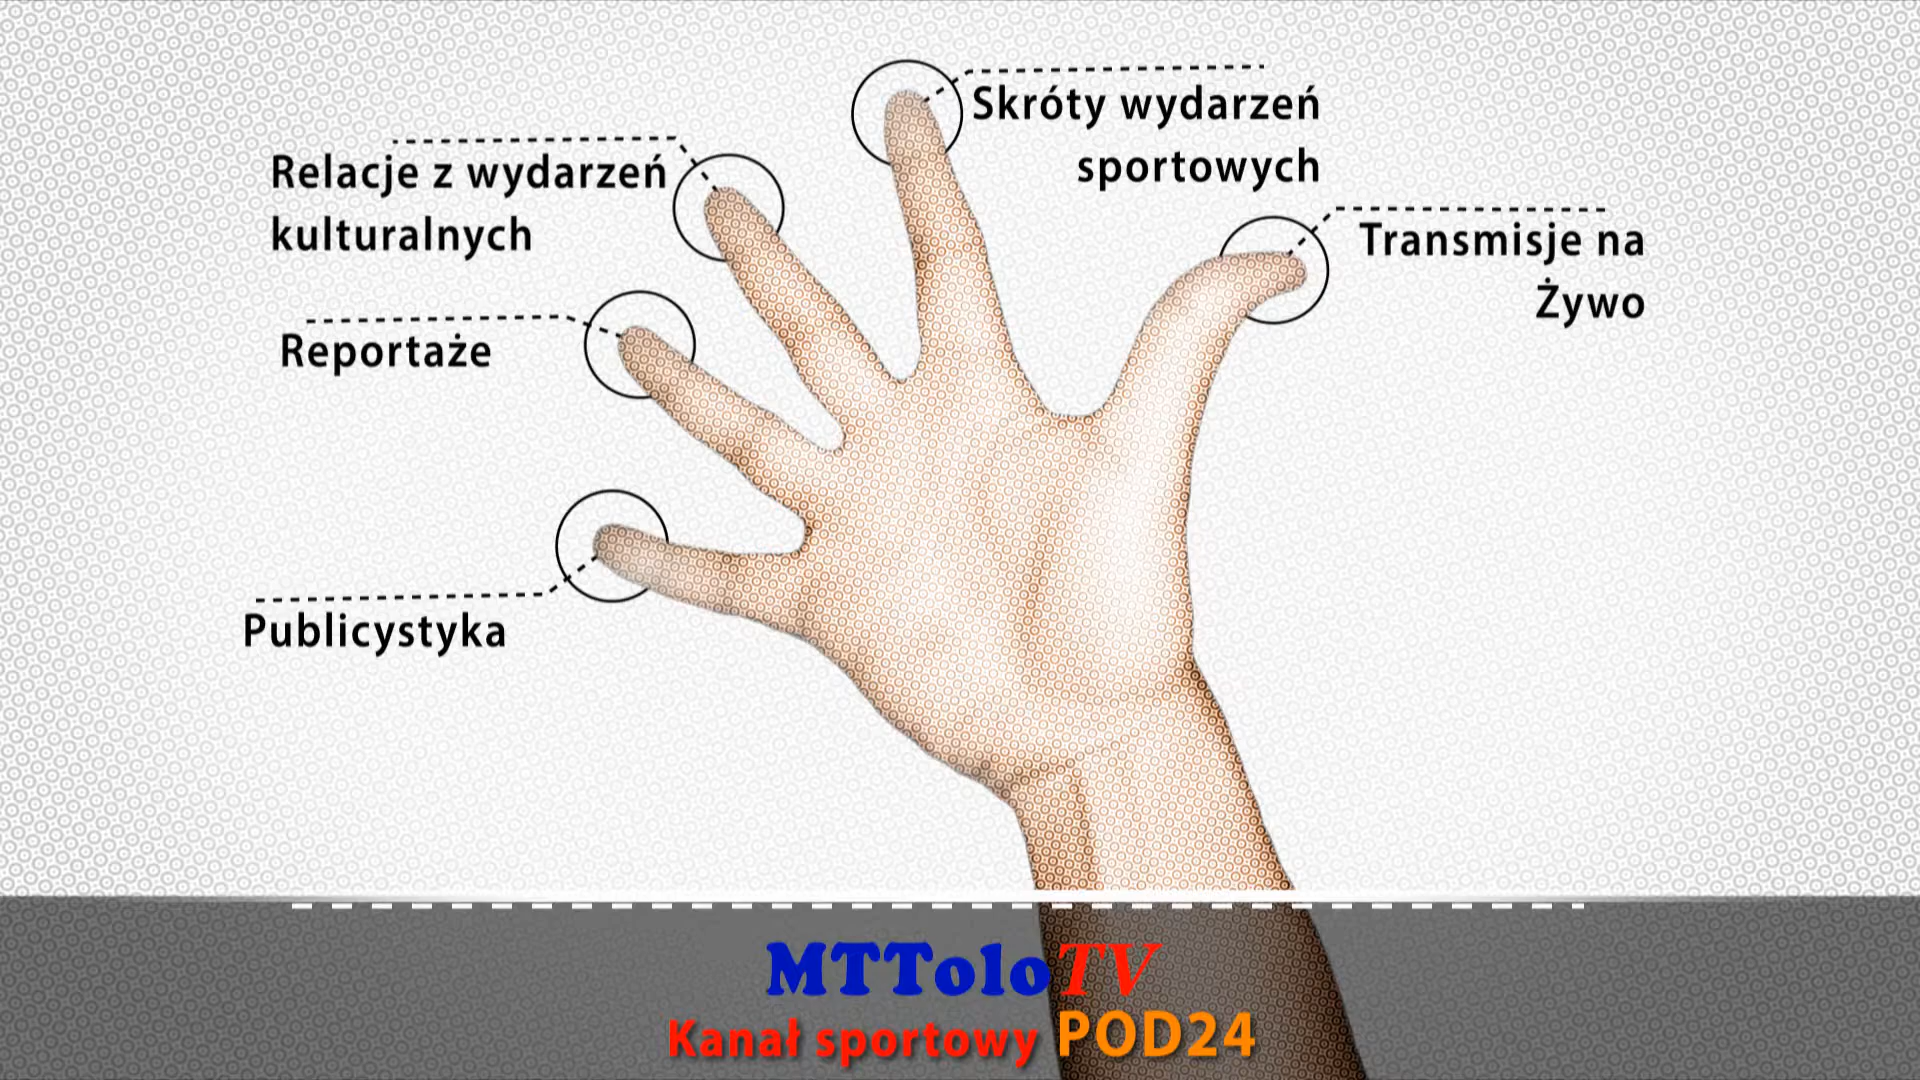 Skróty wydarzeń
sportowych
Relacje z wydarzeń
kulturalnych
Transmisje na
Żywo
Reportaże
Publicystyka
MTToloTV
Kanał sportowy POD24